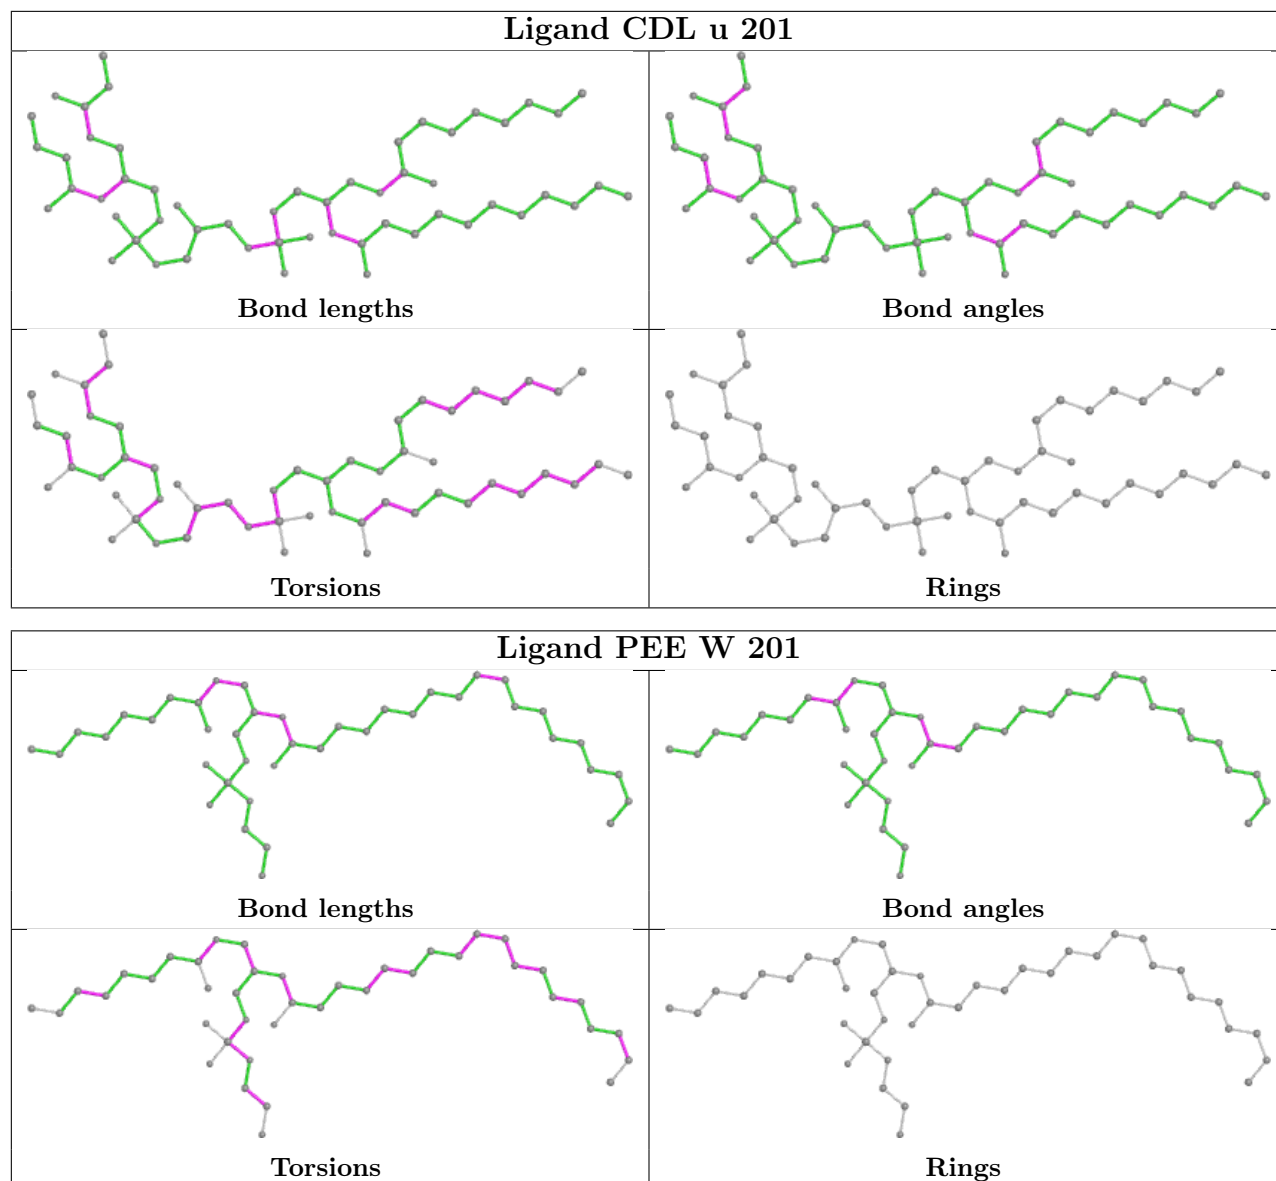 Ligand CDL u 201
Bond lengths
Bond angles
Torsions
Rings
Ligand PEE W 201
Bond lengths
Bond angles
Torsions
Rings